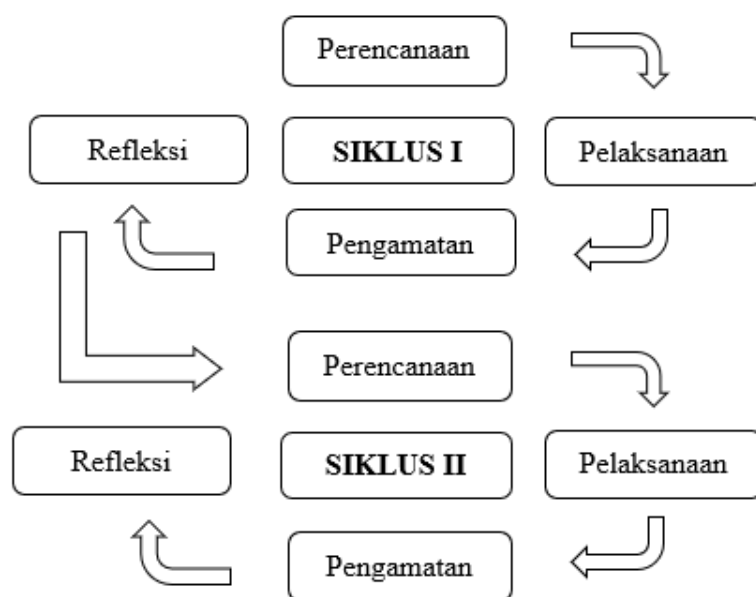 Perencanaan
Refleksi
SIKLUS I
Pelaksanaan
Pengamatan
Perencanaan
Refleksi
SIKLUS II
Pelaksanaan
Pengamatan